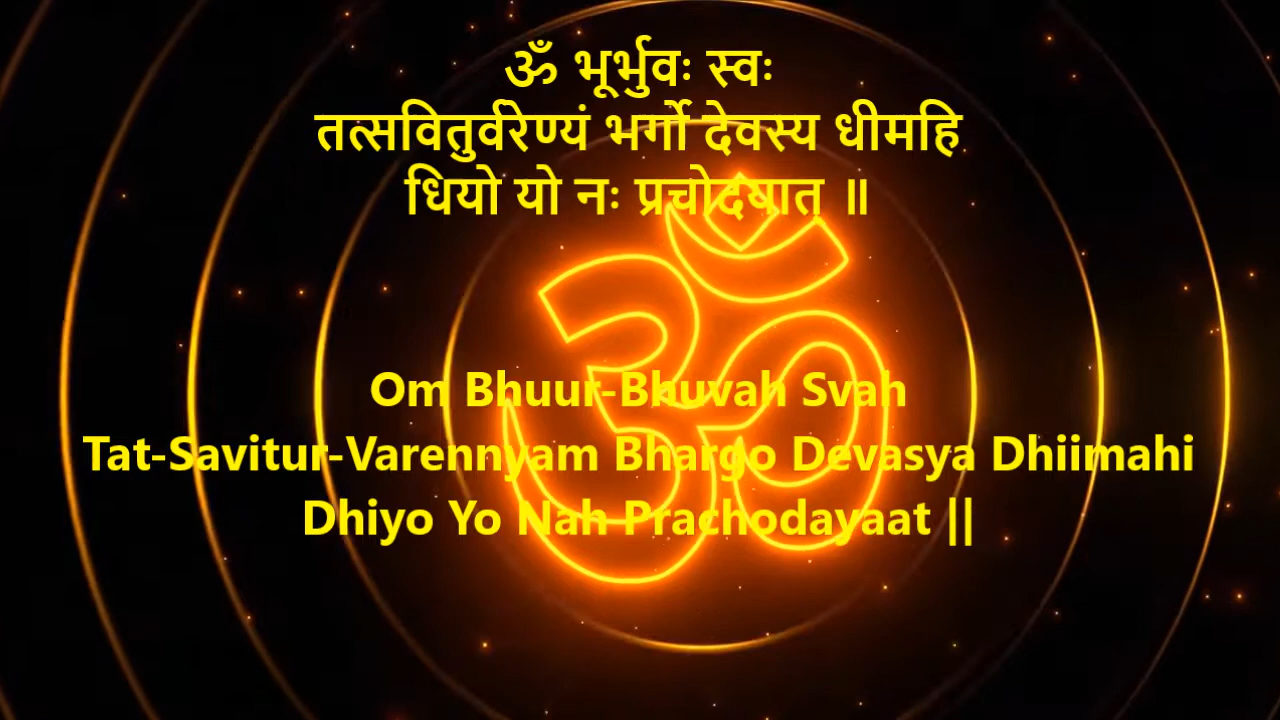 ॐ भूर्भुवः स्वः
तत्सवितुर्वरेण्यं भर्गो देवस्य धीमहि
धियो यो नः प्रचोदयात् ॥
Om Bhuur-Bhuvah Svah
Tat-Savitur-Varennyam Bhargo Devasya Dhiimahi
Dhiyo Yo Nah Prachodayaat ||